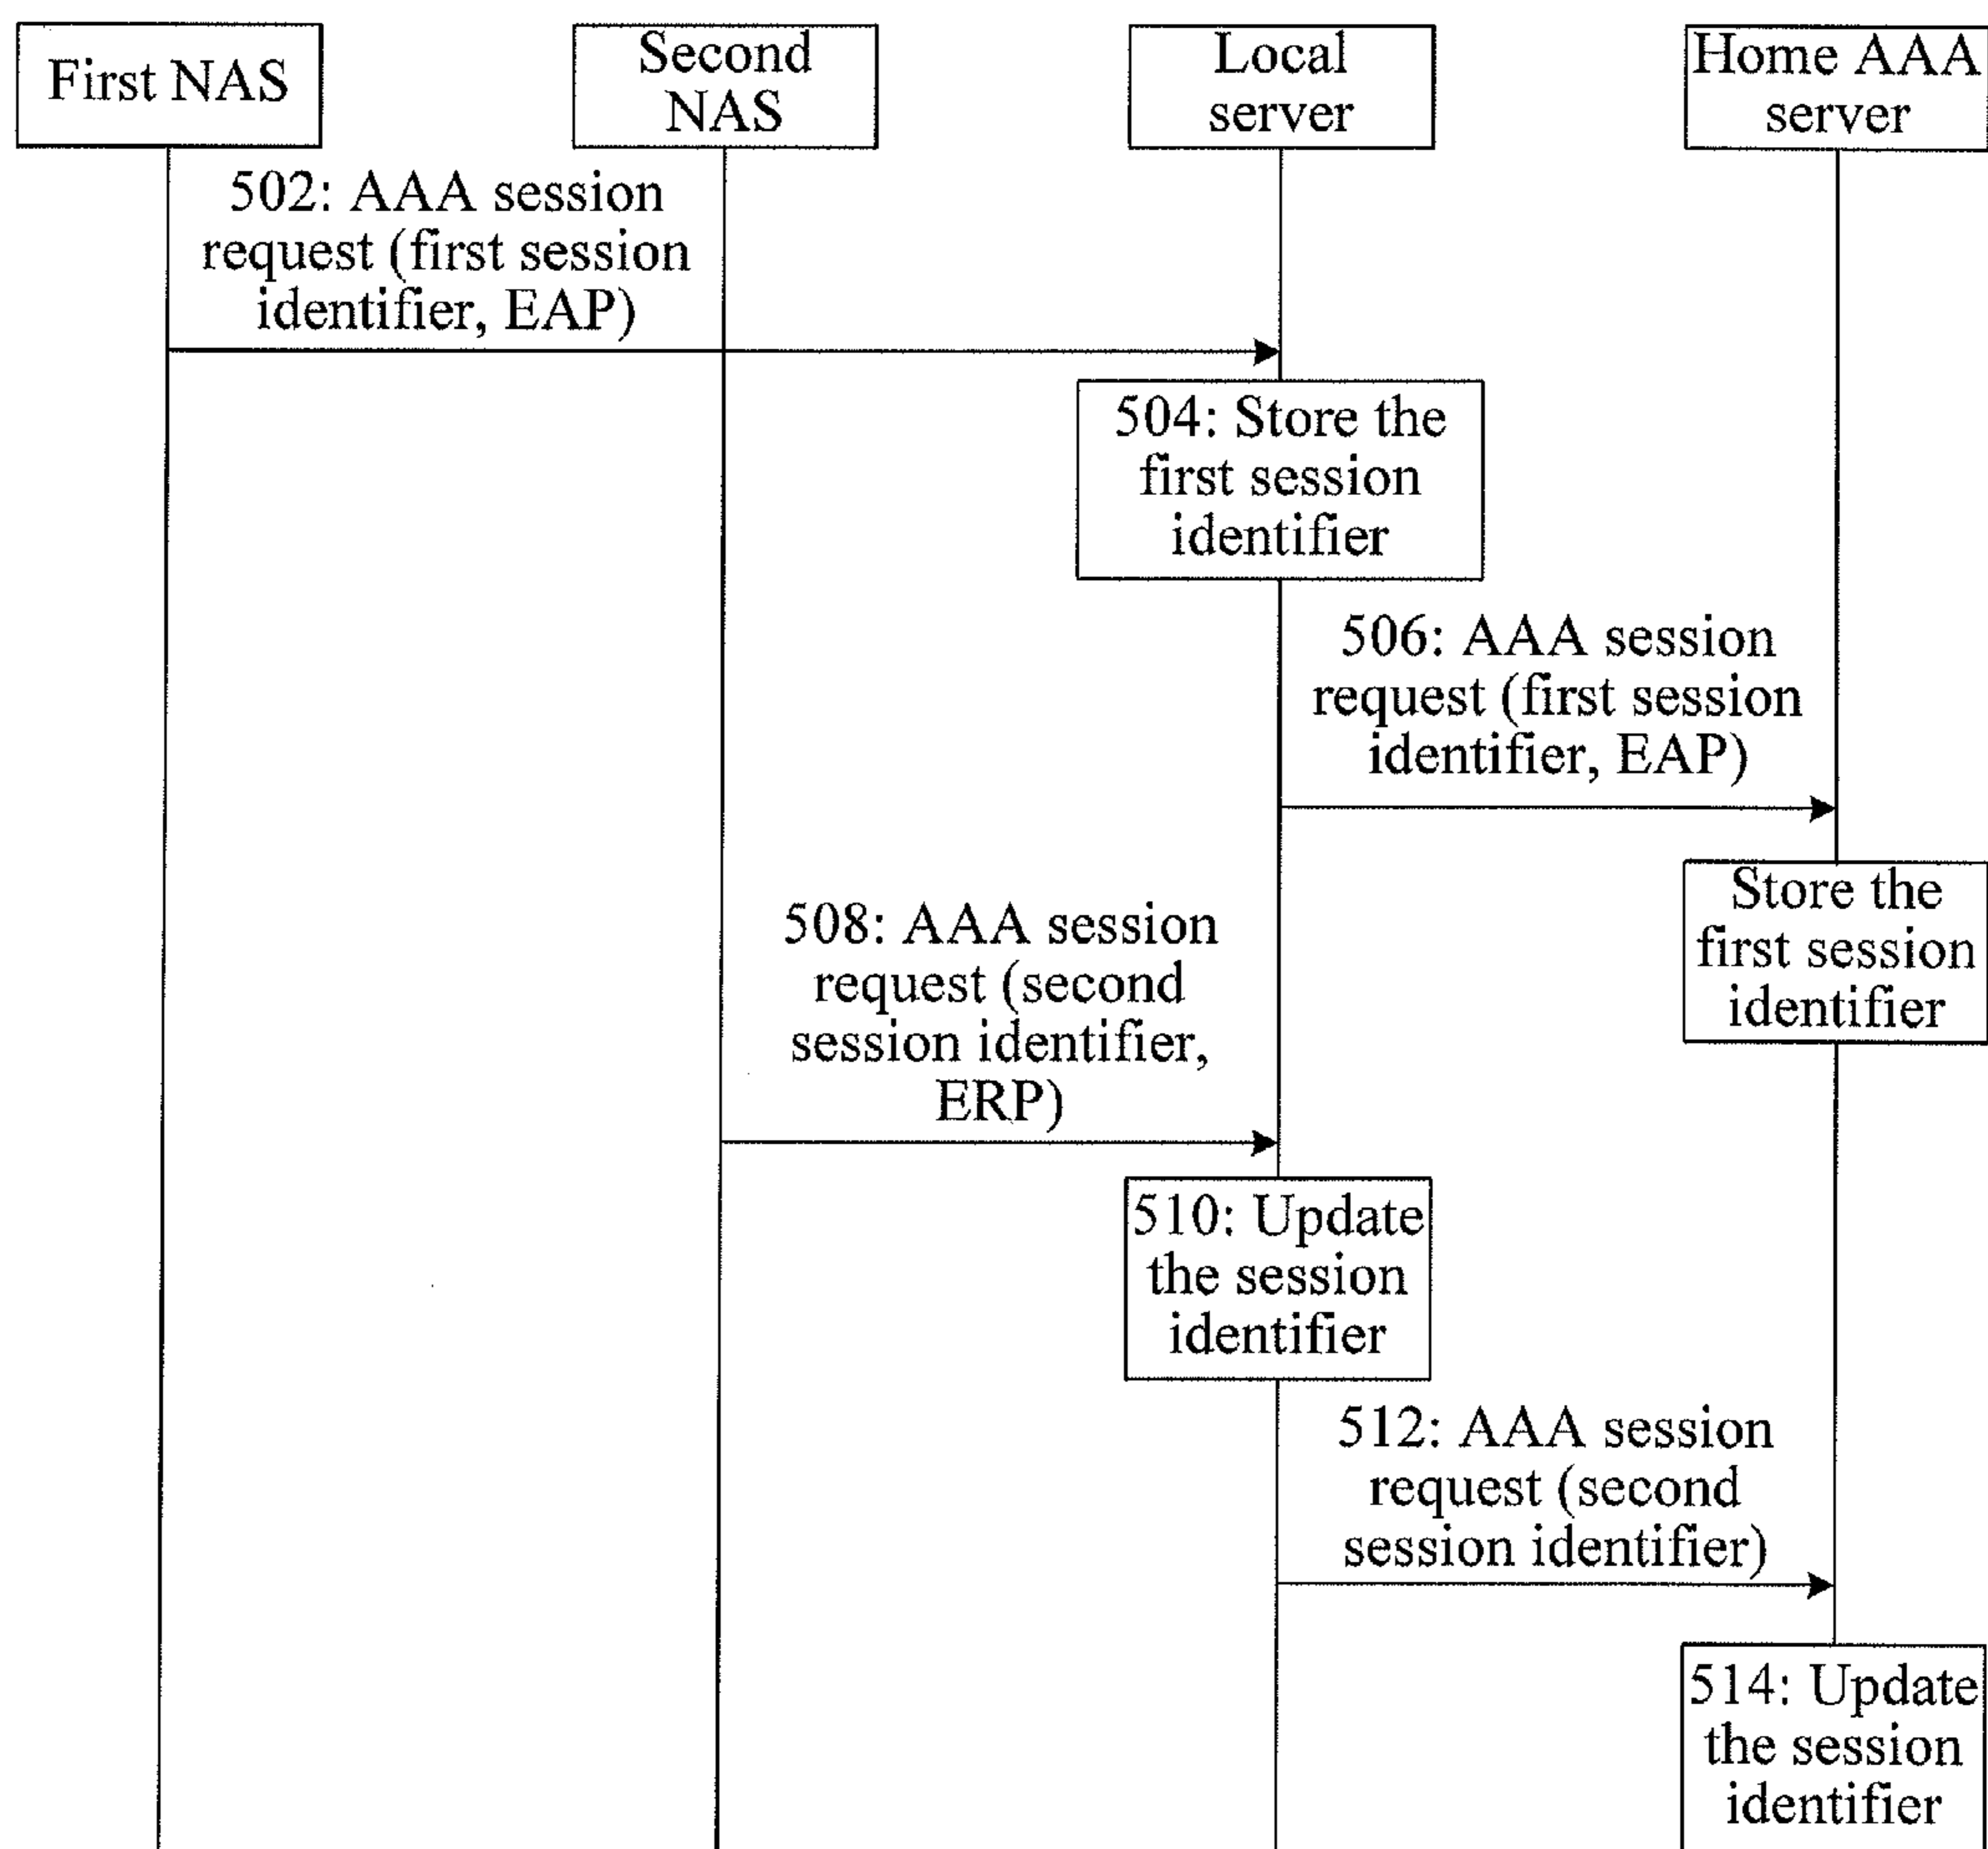 First NAS
Second
NAS
Local
server
Home AAA
server
502: AAA session
request (first session
identifier, EAP)
504: Store the
first session
identifier
506: AAA session
request (first session
identifier, EAP)
Store the
first session
identifier
508: AAA session
request (second
session identifier,
ERP)
510: Update
the session
identifier
512: AAA session
request (second
session identifier)
514: Update
the session
identifier